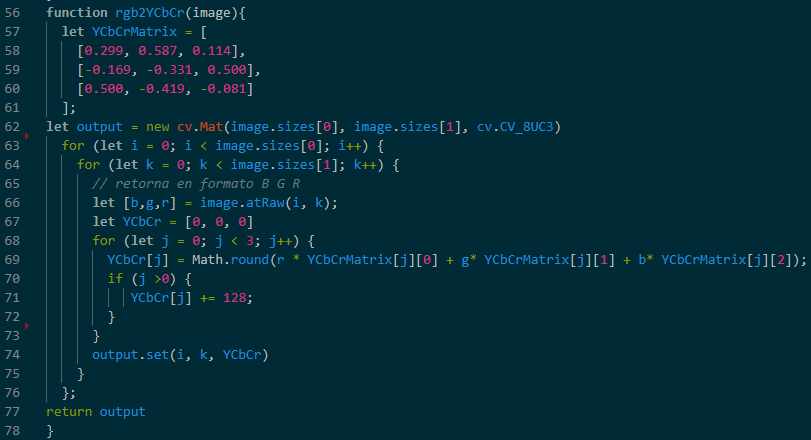 56 function rgb2YCbCr(image){
57 let YCbCrMatrix = [
58 [0.299, 0.587, 0.114],
59 [-0.169, -0.331, 0.500],
60 [0.500, -0.419, -0.081]
61 ];
62 let output = new cv.Mat(image.sizes[0], image.sizes[1], cv.CV_8UC3)
63 for (let i = 0; i < image.sizes[0]; i++) {
64 for (let k = 0; k < image.sizes[1]; k++) {
65 // retorna en formato B G R
66 let [b,g,r] = image.atRaw(i, k);
67 let YCbCr = [0, 0, 0]
68 for (let j = 0; j < 3; j++) {
69 YCbCr[j] = Math.round(r * YCbCrMatrix[j][0] + g* YCbCrMatrix[j][1] + b* YCbCrMatrix[j][2]);
70 if (j >0) {
71 YCbCr[j] += 128;
72 }
73 }
74 output.set(i, k, YCbCr)
75 }
76 };
77 return output
78 }